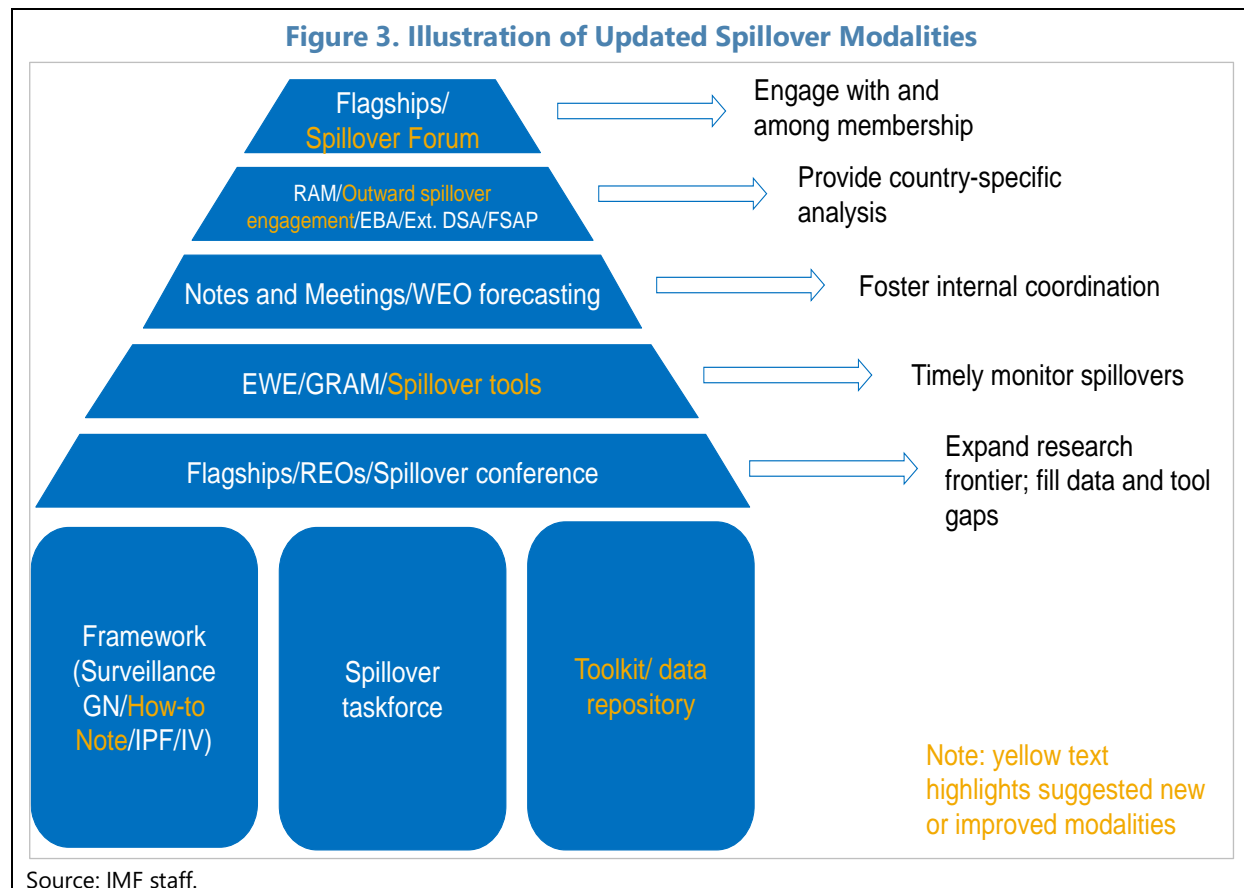 Figure 3. Illustration of Updated Spillover Modalities
Flagships/
Spillover Forum
Engage with and
among membership
RAM/Outward spillover
engagement/EBA/Ext. DSA/FSAP
Provide country-specific
analysis
Notes and Meetings/WEO forecasting
Foster internal coordination
EWE/GRAM/Spillover tools
Timely monitor spillovers
Flagships/REOs/Spillover conference
Expand research
frontier; fill data and tool
gaps
Framework
(Surveillance
GN/How-to
Note/IPF/IV)
Spillover
taskforce
Toolkit/ data
repository
Note: yellow text
highlights suggested new
or improved modalities
Source: IMF staff.